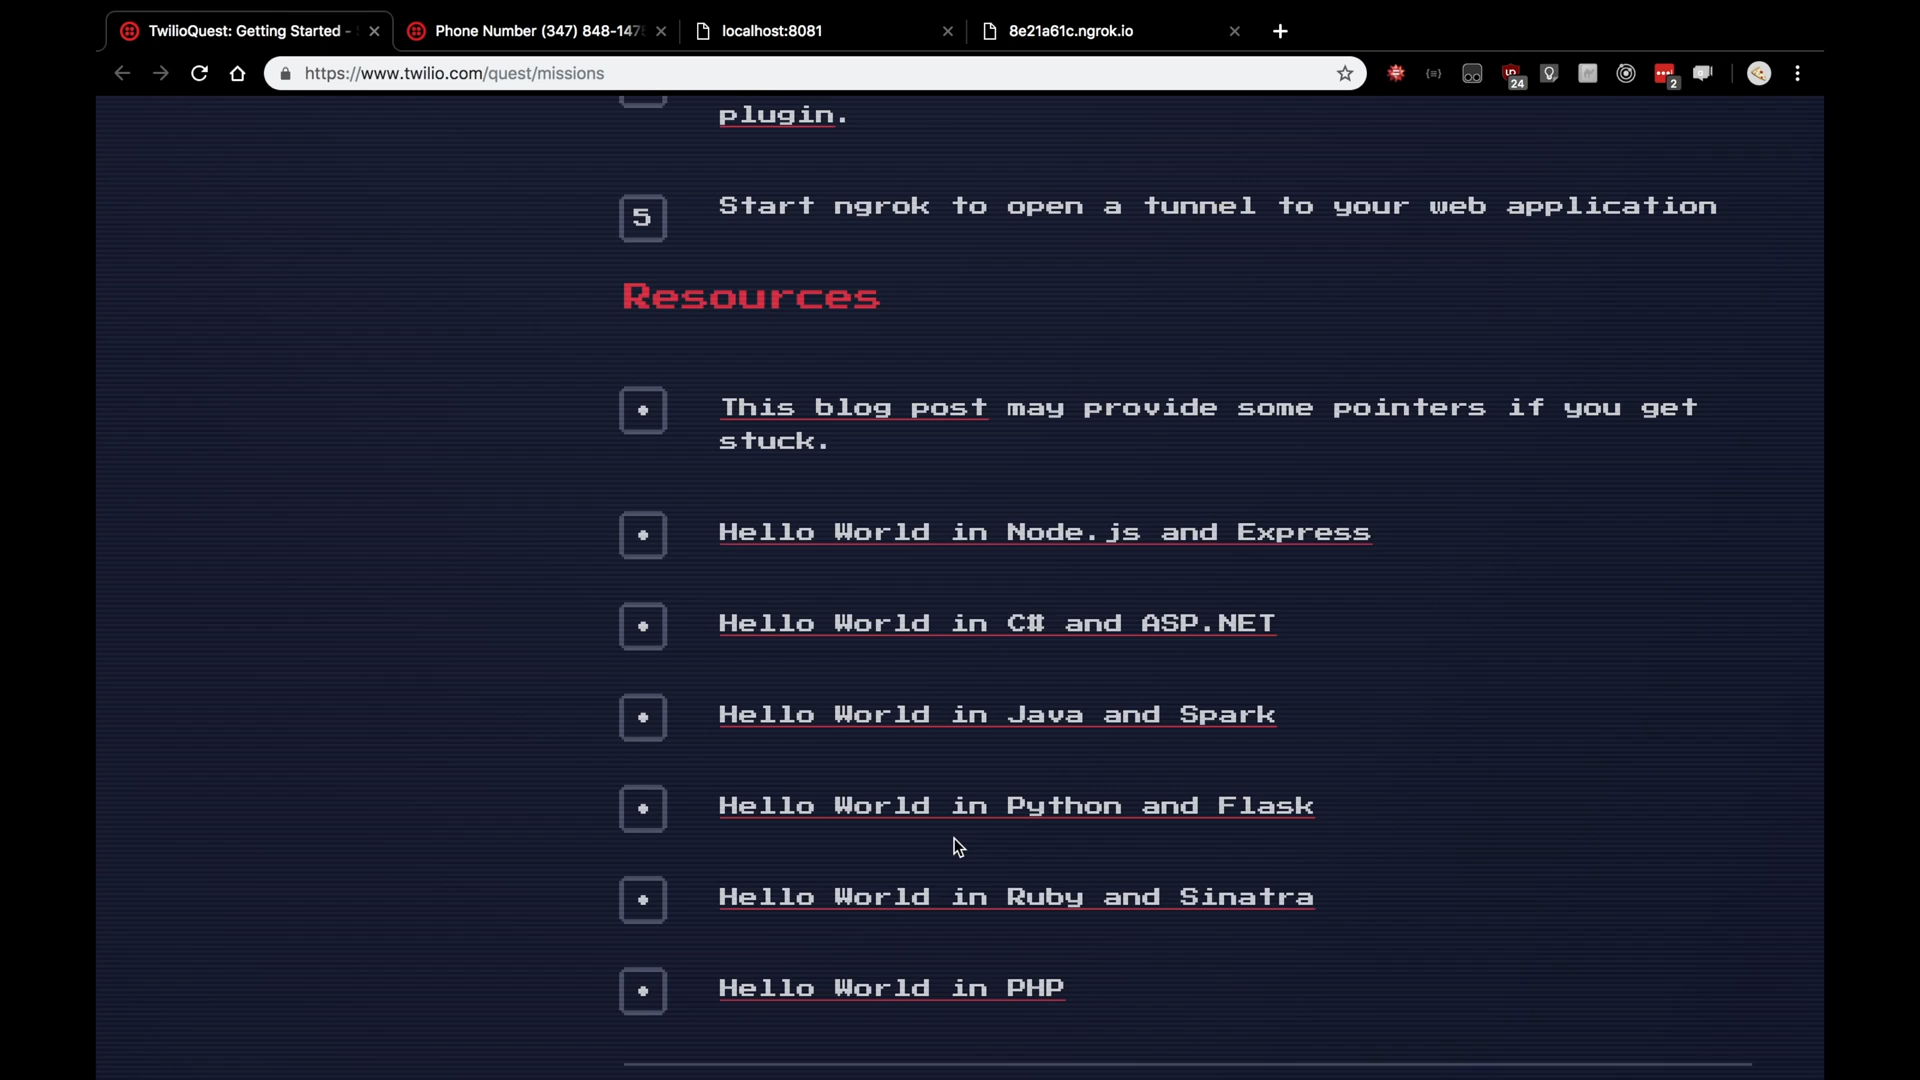 TwilioQuest: Getting Started -
Phone Number (347) 848-147
localhost:8081
8e21a61c.ngrok.io
https://www.twilio.com/quest/missions
24
2
plugin.
5
Start ngrok to open a tunnel to your web application
Resources
This blog post may provide some pointers if you get
stuck.
Hello World in Node.js and Express
Hello World in C# and ASP.NET
Hello World in Java and Spark
Hello World in Python and Flask
Hello World in Ruby and Sinatra
Hello World in PHP